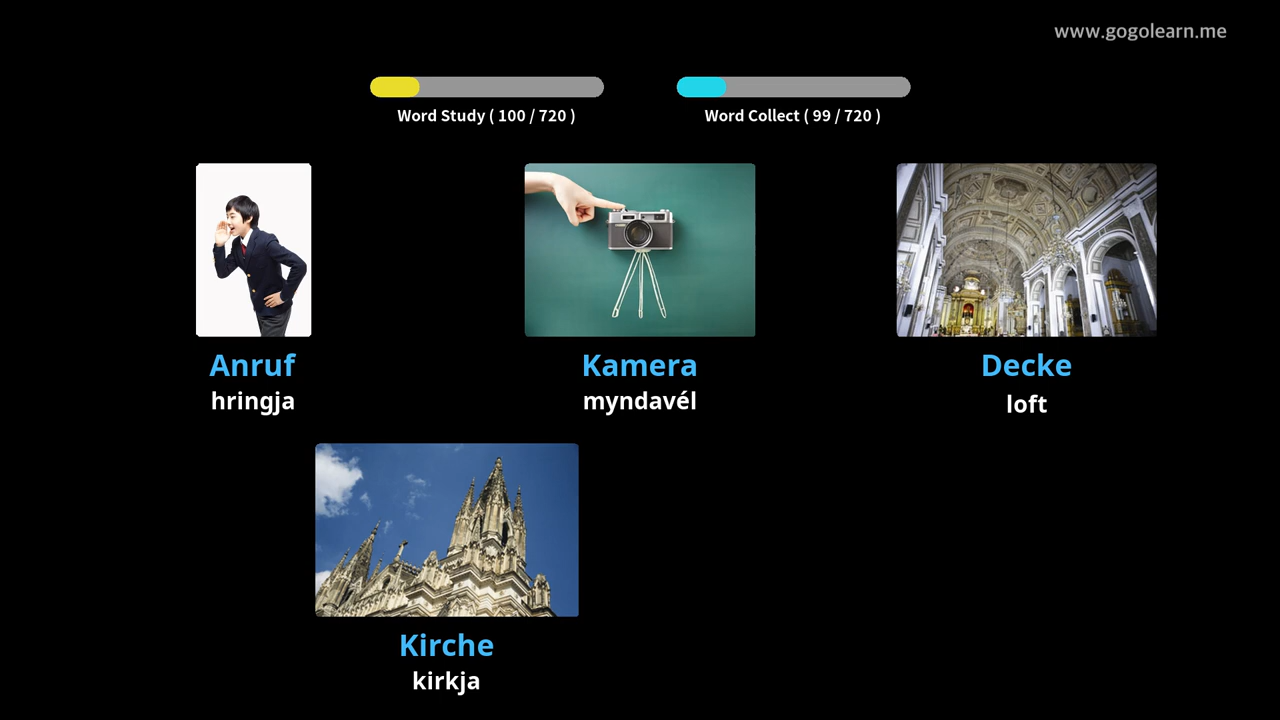 www.gogolearn.me
Word Study ( 100 / 720 )
Word Collect ( 99 / 720 )
Anruf
hringja
Kamera
myndavél
Decke
loft
Kirche
kirkja